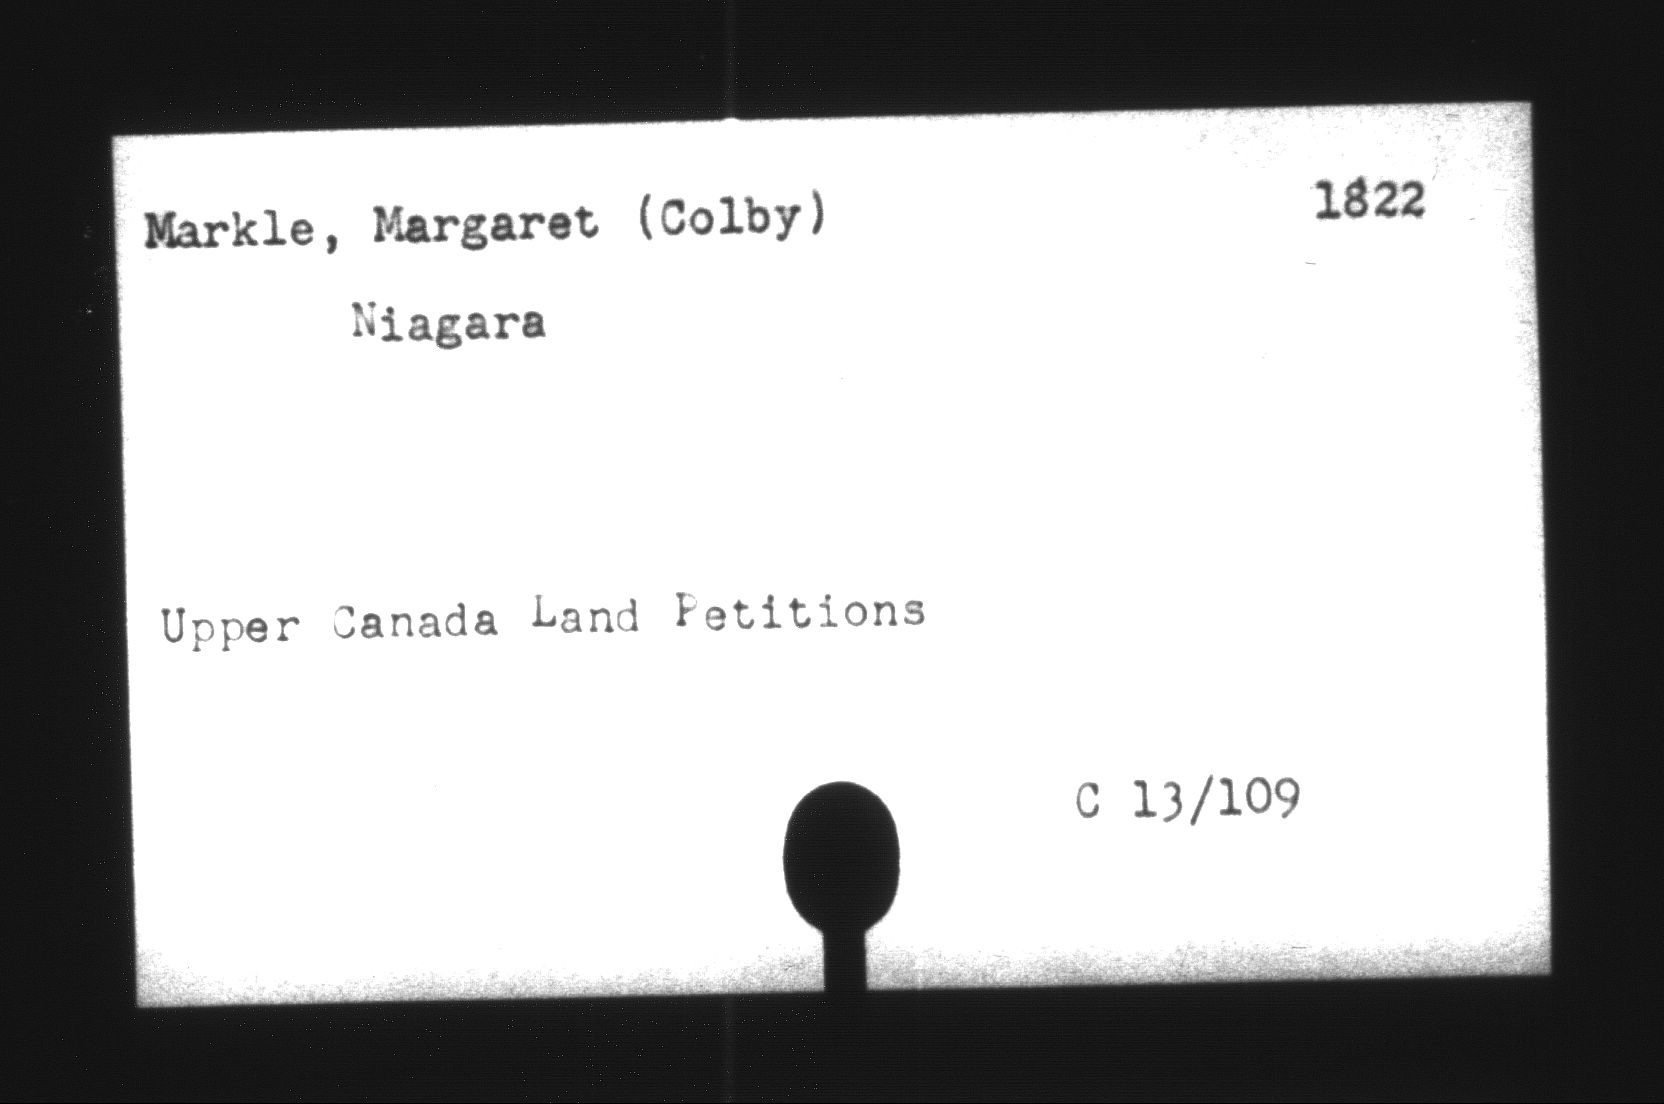 Markle, Margaret (Colby) 1822
Niagara
Upper Canada Land Petitions
C 13/109